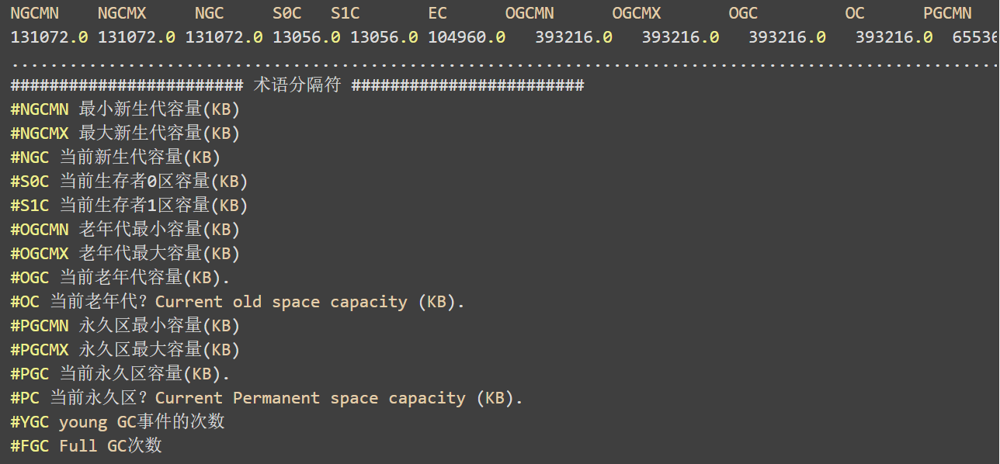 NGCMN NGCMX NGC S0C S1C EC OGCMN OGCMX OGC OC PGCMN
131072.0 131072.0 131072.0 13056.0 13056.0 104960.0 393216.0 393216.0 393216.0 393216.0 65536
......................................................................................................
######################## 术语分隔符 ########################
#NGCMN 最小新生代容量(KB)
#NGCMX 最大新生代容量(KB)
#NGC 当前新生代容量(KB)
#S0C 当前生存者0区容量(KB)
#S1C 当前生存者1区容量(KB)
#OGCMN 老年代最小容量(KB)
#OGCMX 老年代最大容量(KB)
#OGC 当前老年代容量(KB).
#OC 当前老年代？Current old space capacity (KB).
#PGCMN 永久区最小容量(KB)
#PGCMX 永久区最大容量(KB)
#PGC 当前永久区容量(KB).
#PC 当前永久区？Current Permanent space capacity (KB).
#YGC young GC事件的次数
#FGC Full GC次数